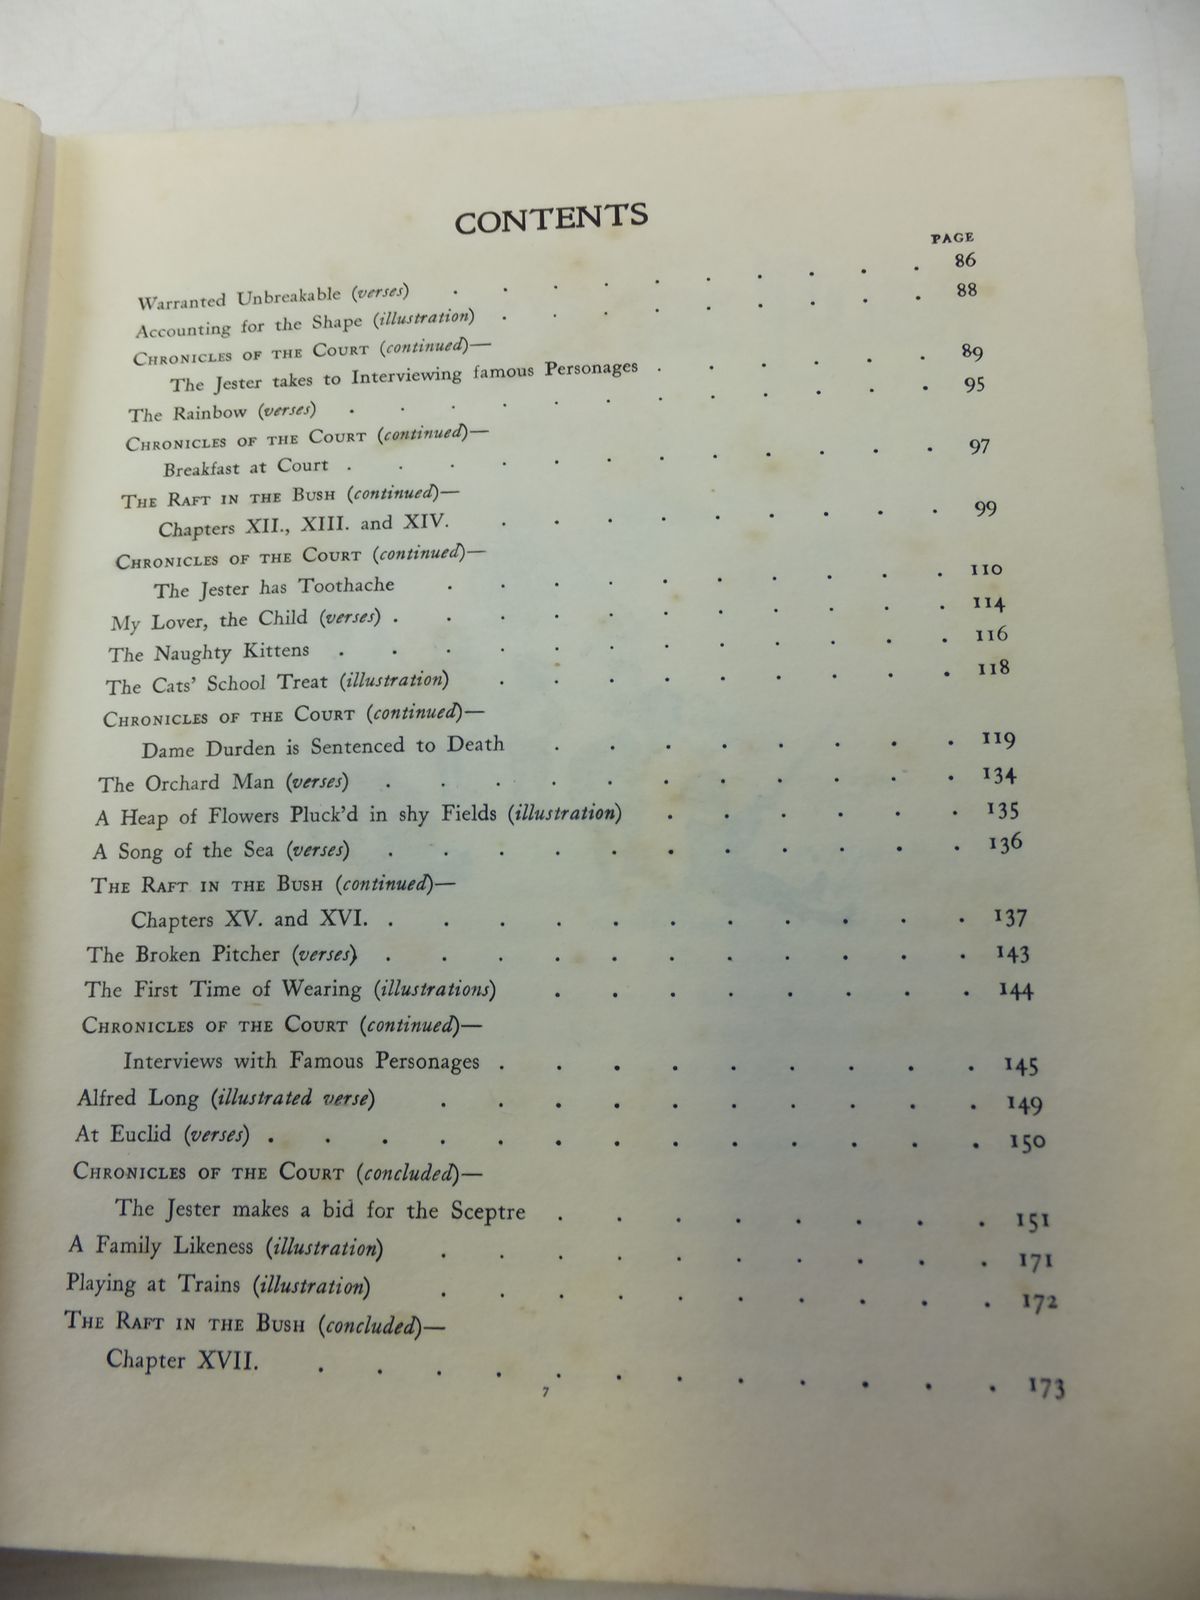 CONTENTS
PAGE
Warranted Unbreakable (verses) . . . . . . . . . . 86
Accounting for the Shape (illustration) . . . . . . . . . 88
CHRONICLES OF THE COURT (continued)—
The Jester takes to Interviewing famous Personages . . . . . . 89
The Rainbow (verses) . . . . . . . . . . . . 95
CHRONICLES OF THE COURT (continued)—
Breakfast at Court . . . . . . . . . . . . 97
THE RAFT IN THE BUSH (continued)—
Chapters XII., XIII. and XIV. . . . . . . . . . 99
CHRONICLES OF THE COURT (continued)—
The Jester has Toothache . . . . . . . . . . 110
My Lover, the Child (verses) . . . . . . . . . . . 114
The Naughty Kittens . . . . . . . . . . . . 116
The Cats' School Treat (illustration) . . . . . . . . . 118
CHRONICLES OF THE COURT (continued)—
Dame Durden is Sentenced to Death . . . . . . . . 119
The Orchard Man (verses) . . . . . . . . . . . 134
A Heap of Flowers Pluck'd in shy Fields (illustration) . . . . . . 135
A Song of the Sea (verses) . . . . . . . . . . . 136
THE RAFT IN THE BUSH (continued)—
Chapters XV. and XVI. . . . . . . . . . . . 137
The Broken Pitcher (verses) . . . . . . . . . . . 143
The First Time of Wearing (illustrations) . . . . . . . . 144
CHRONICLES OF THE COURT (continued)—
Interviews with Famous Personages . . . . . . . . . 145
Alfred Long (illustrated verse) . . . . . . . . . . 149
At Euclid (verses) . . . . . . . . . . . . . 150
CHRONICLES OF THE COURT (concluded)—
The Jester makes a bid for the Sceptre . . . . . . . . 151
A Family Likeness (illustration) . . . . . . . . . . 171
Playing at Trains (illustration) . . . . . . . . . . 172
THE RAFT IN THE BUSH (concluded)—
Chapter XVII. . . . . . . . . . . . . 173
7